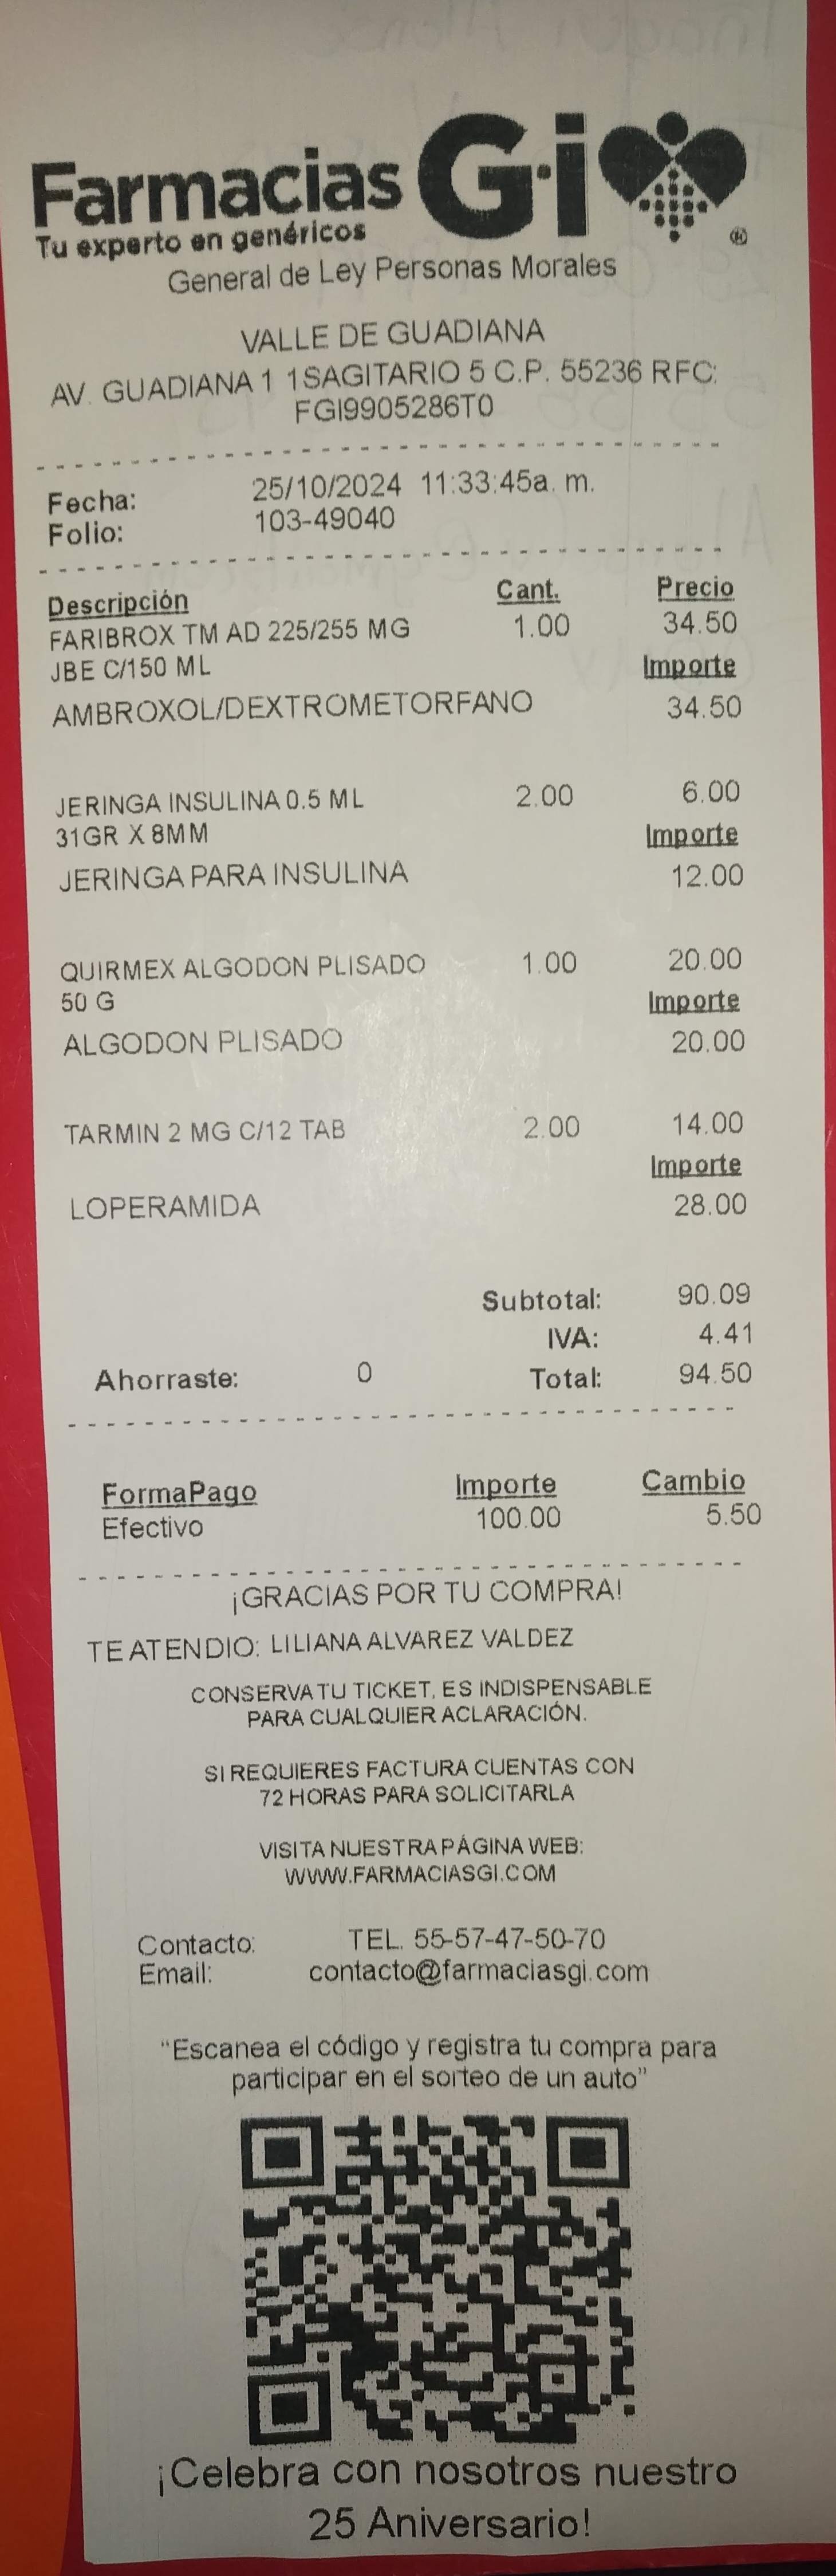 Farmacias G·i ®
Tu experto en genéricos
General de Ley Personas Morales
VALLE DE GUADIANA
AV. GUADIANA 1 1SAGITARIO 5 C.P. 55236 RFC:
FGI9905286T0
Fecha: 25/10/2024 11:33:45a. m.
Folio: 103-49040
Descripción Cant. Precio
FARIBROX TM AD 225/255 MG 1.00 34.50
JBE C/150 ML Importe
AMBROXOL/DEXTROMETORFANO 34.50
JERINGA INSULINA 0.5 ML 2.00 6.00
31GR X 8MM Importe
JERINGA PARA INSULINA 12.00
QUIRMEX ALGODON PLISADO 1.00 20.00
50 G Importe
ALGODON PLISADO 20.00
TARMIN 2 MG C/12 TAB 2.00 14.00
Importe
LOPERAMIDA 28.00
Subtotal: 90.09
IVA: 4.41
Ahorraste: 0 Total: 94.50
FormaPago Importe Cambio
Efectivo 100.00 5.50
¡GRACIAS POR TU COMPRA!
TE ATENDIO: LILIANA ALVAREZ VALDEZ
CONSERVA TU TICKET, ES INDISPENSABLE
PARA CUALQUIER ACLARACIÓN.
SI REQUIERES FACTURA CUENTAS CON
72 HORAS PARA SOLICITARLA
VISITA NUESTRA PÁGINA WEB:
WWW.FARMACIASGI.COM
Contacto: TEL. 55-57-47-50-70
Email: contacto@farmaciasgi.com
"Escanea el código y registra tu compra para
participar en el sorteo de un auto"
¡Celebra con nosotros nuestro
25 Aniversario!